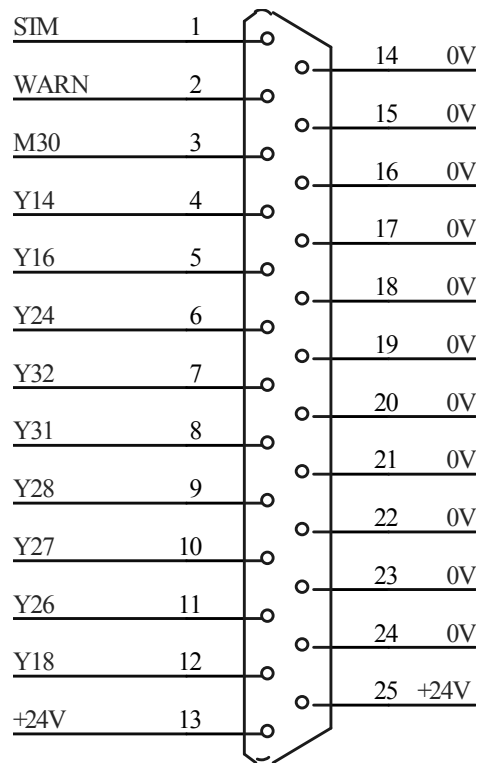 STM 1
14 0V
WARN 2
15 0V
M30 3
16 0V
Y14 4
17 0V
Y16 5
18 0V
Y24 6
19 0V
Y32 7
20 0V
Y31 8
21 0V
Y28 9
22 0V
Y27 10
23 0V
Y26 11
24 0V
Y18 12
25 +24V
+24V 13